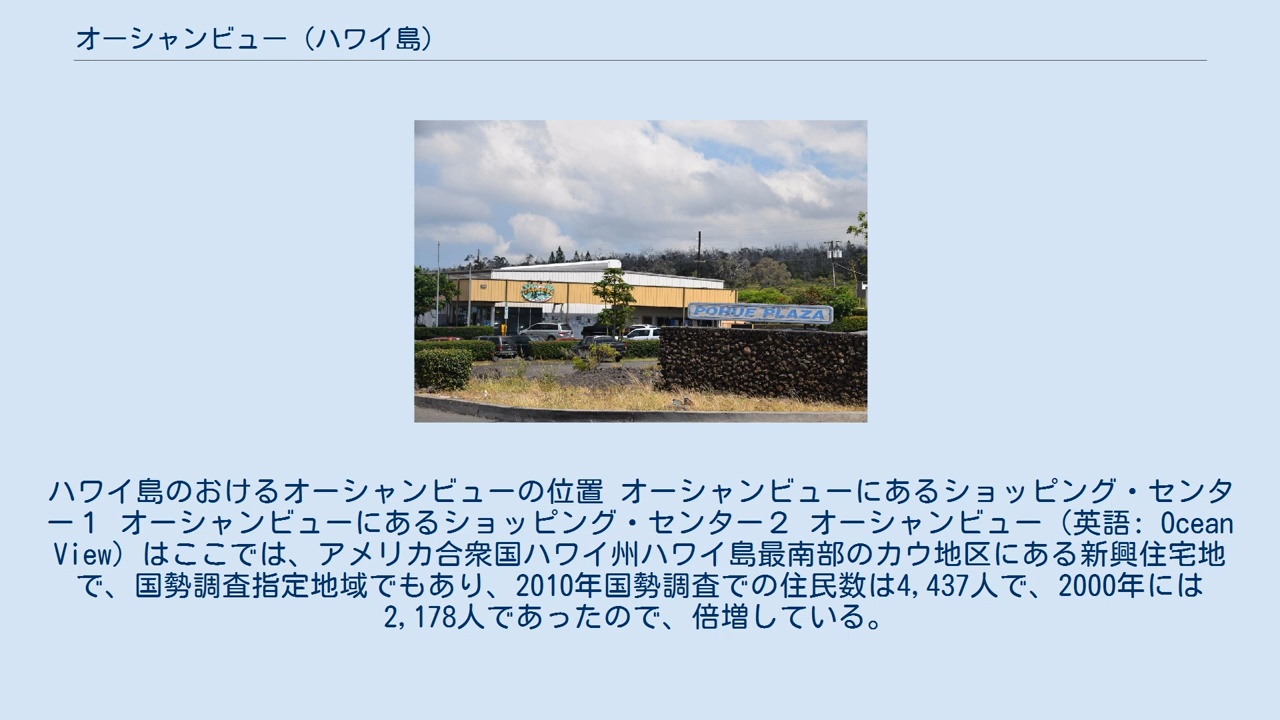 オーシャンビュー（ハワイ島）
POHUE PLAZA
ハワイ島のおけるオーシャンビューの位置 オーシャンビューにあるショッピング・センタ
ー１ オーシャンビューにあるショッピング・センター２ オーシャンビュー（英語: Ocean
View）はここでは、アメリカ合衆国ハワイ州ハワイ島最南部のカウ地区にある新興住宅地
で、国勢調査指定地域でもあり、2010年国勢調査での住民数は4,437人で、2000年には
2,178人であったので、倍増している。